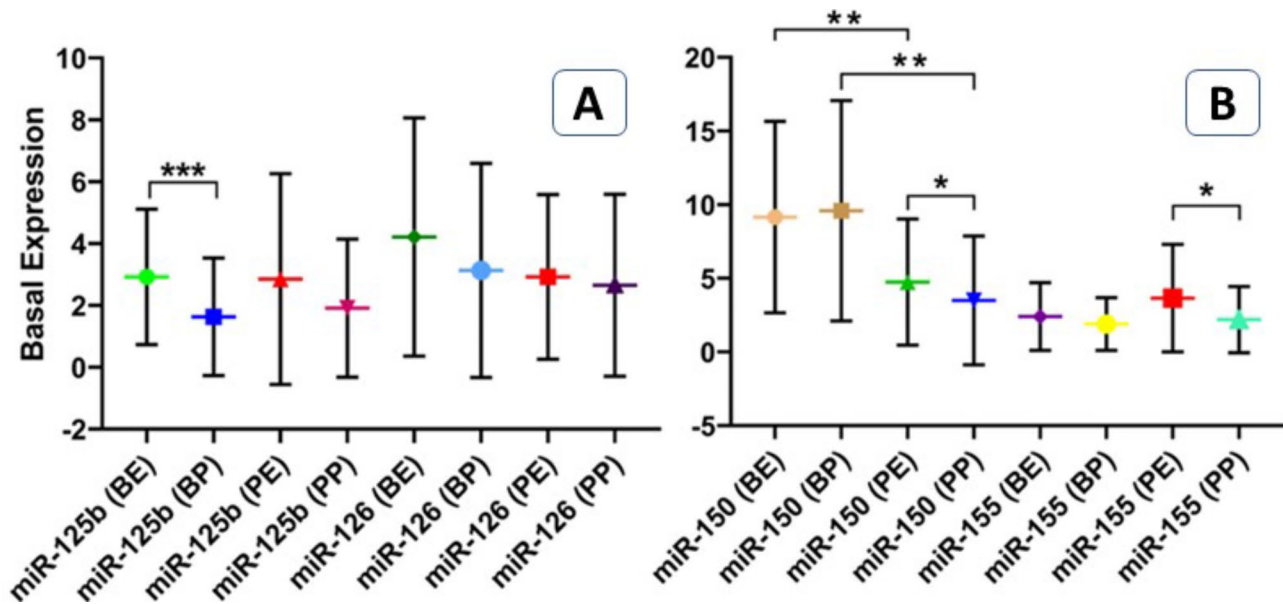 Basal Expression
10
8
6
4
2
0
-2
***
A
miR-125b (BE)
miR-125b (BP)
miR-125b (PE)
miR-125b (PP)
miR-126 (BE)
miR-126 (BP)
miR-126 (PE)
miR-126 (PP)
20
15
10
5
0
-5
**
**
*
*
B
miR-150 (BE)
miR-150 (BP)
miR-150 (PE)
miR-150 (PP)
miR-155 (BE)
miR-155 (BP)
miR-155 (PE)
miR-155 (PP)